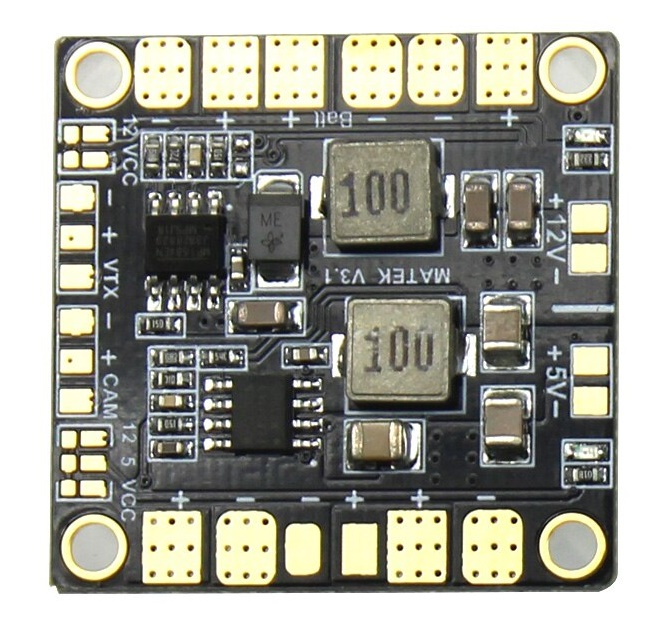 − + + Batt − − +
12 VCC
− + VTX − + CAM
12 5 VCC
ME
100
MATEK V3.1
100
+12V−
+5V−
+ − − + + −